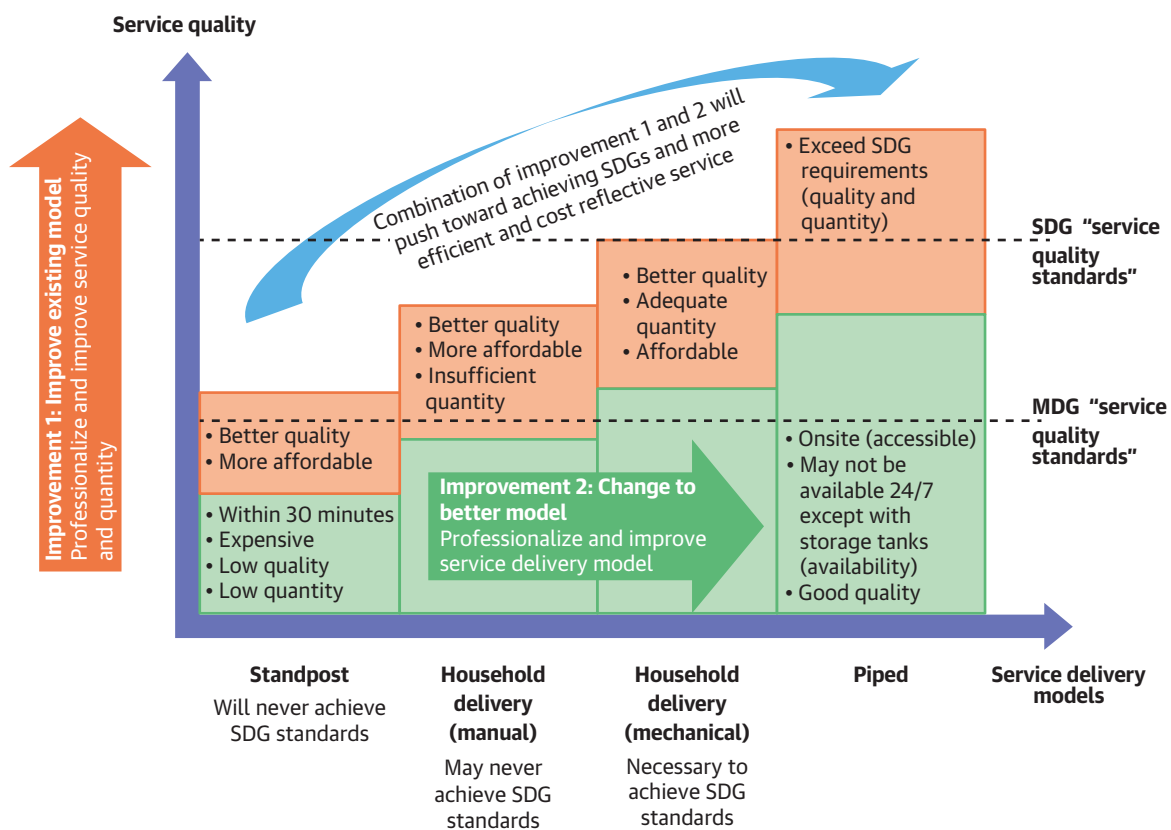 Service quality
Improvement 1: Improve existing model
Professionalize and improve service quality
and quantity
Combination of improvement 1 and 2 will
push toward achieving SDGs and more
efficient and cost reflective service
• Exceed SDG
requirements
(quality and
quantity)
SDG "service
quality
standards"
• Better quality
• Adequate
quantity
• Affordable
• Better quality
• More affordable
• Insufficient
quantity
MDG "service
quality
standards"
• Better quality
• More affordable
• Within 30 minutes
• Expensive
• Low quality
• Low quantity
Improvement 2: Change to
better model
Professionalize and improve
service delivery model
• Onsite (accessible)
• May not be
available 24/7
except with
storage tanks
(availability)
• Good quality
Standpost
Will never achieve
SDG standards
Household
delivery
(manual)
May never
achieve SDG
standards
Household
delivery
(mechanical)
Necessary to
achieve SDG
standards
Piped
Service delivery
models